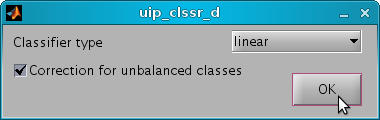 uip_clssr_d
Classifier type
linear
Correction for unbalanced classes
OK